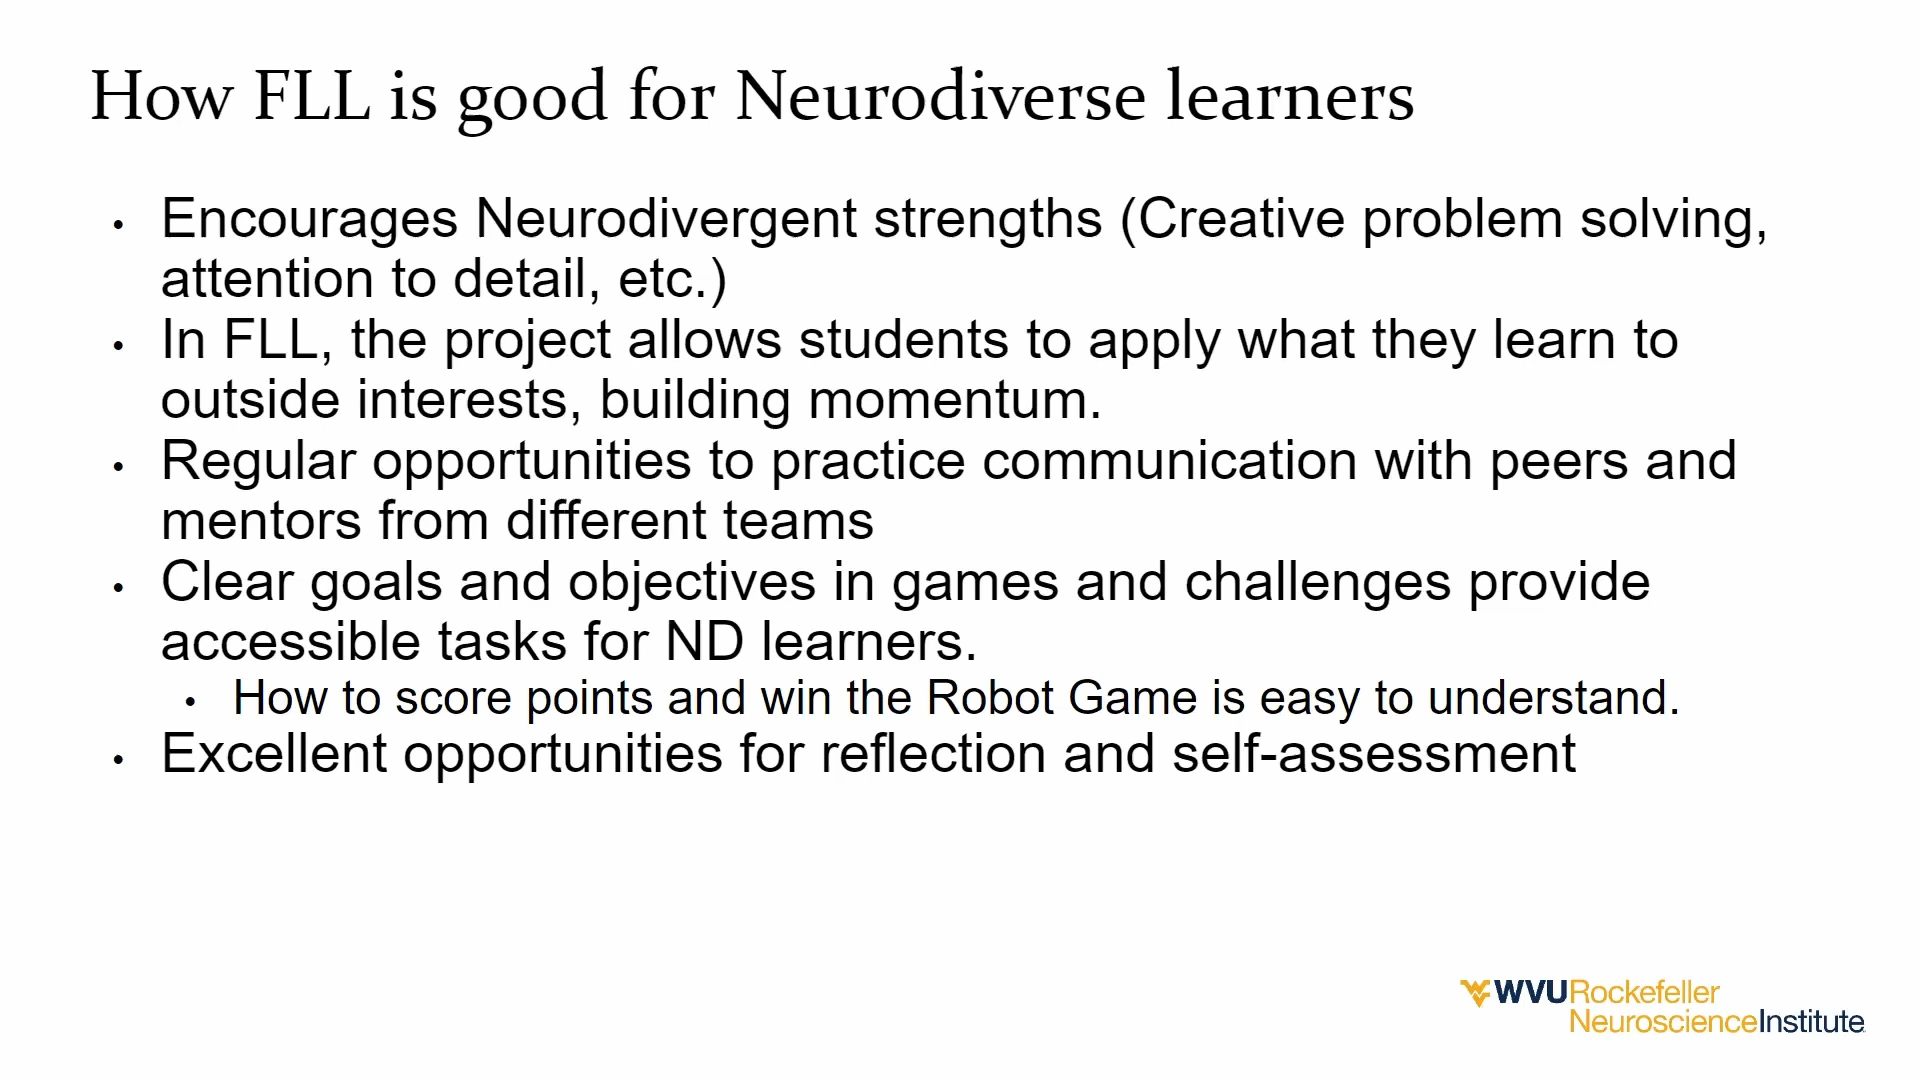 How FLL is good for Neurodiverse learners
• Encourages Neurodivergent strengths (Creative problem solving,
attention to detail, etc.)
• In FLL, the project allows students to apply what they learn to
outside interests, building momentum.
• Regular opportunities to practice communication with peers and
mentors from different teams
• Clear goals and objectives in games and challenges provide
accessible tasks for ND learners.
• How to score points and win the Robot Game is easy to understand.
• Excellent opportunities for reflection and self-assessment
WVU Rockefeller
NeuroscienceInstitute